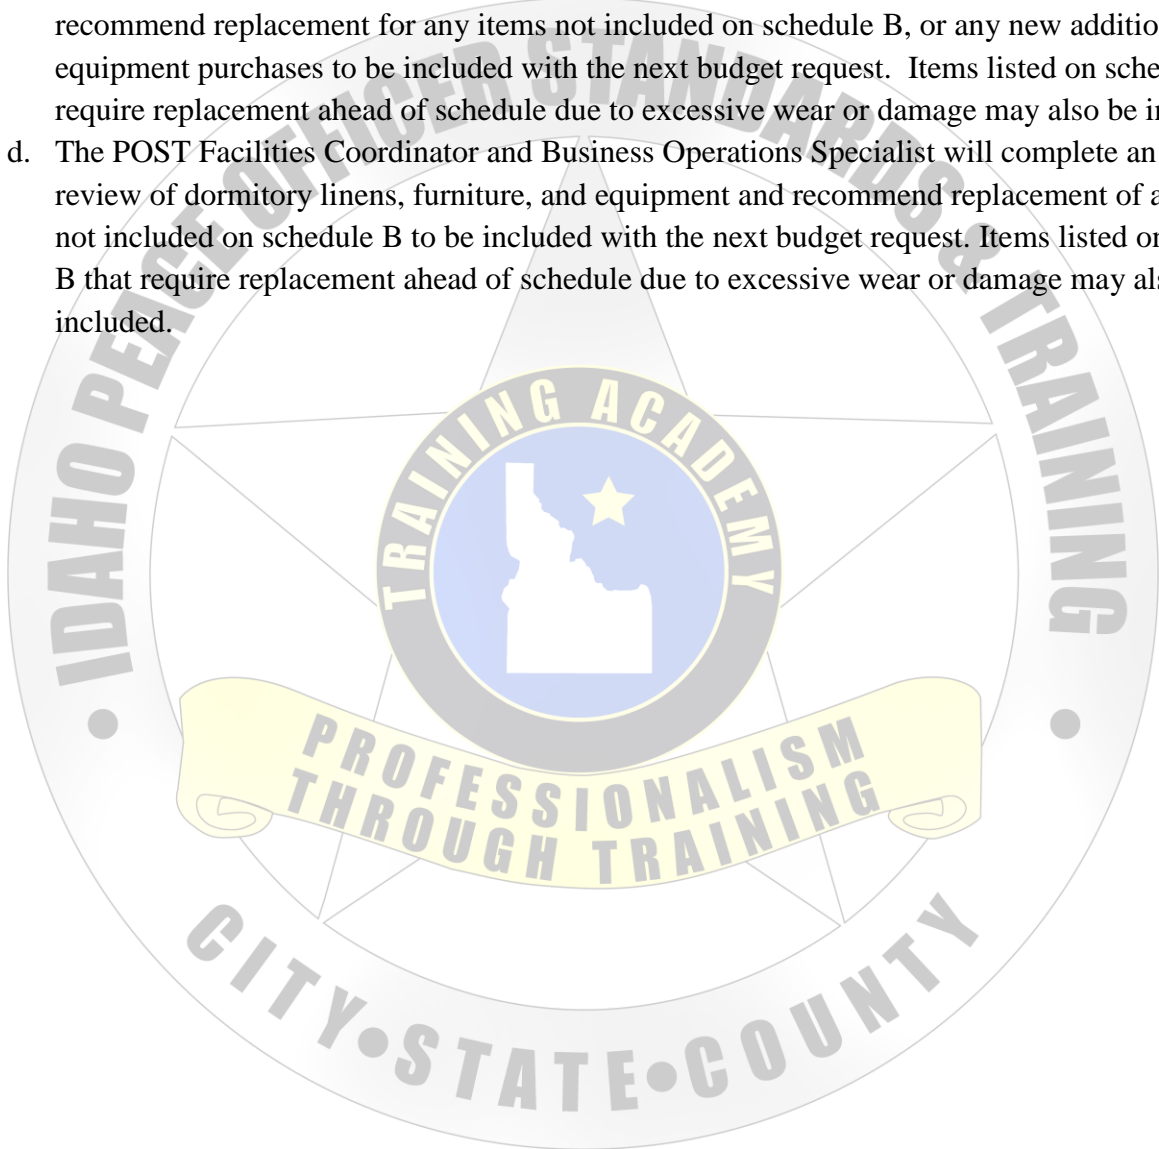 recommend replacement for any items not included on schedule B, or any new additio
equipment purchases to be included with the next budget request. Items listed on sche
require replacement ahead of schedule due to excessive wear or damage may also be i
d. The POST Facilities Coordinator and Business Operations Specialist will complete an
review of dormitory linens, furniture, and equipment and recommend replacement of a
not included on schedule B to be included with the next budget request. Items listed or
B that require replacement ahead of schedule due to excessive wear or damage may als
included.
IDAHO PEACE OFFICER STANDARDS & TRAINING
TRAINING ACADEMY
PROFESSIONALISM
THROUGH TRAINING
CITY•STATE•COUNTY